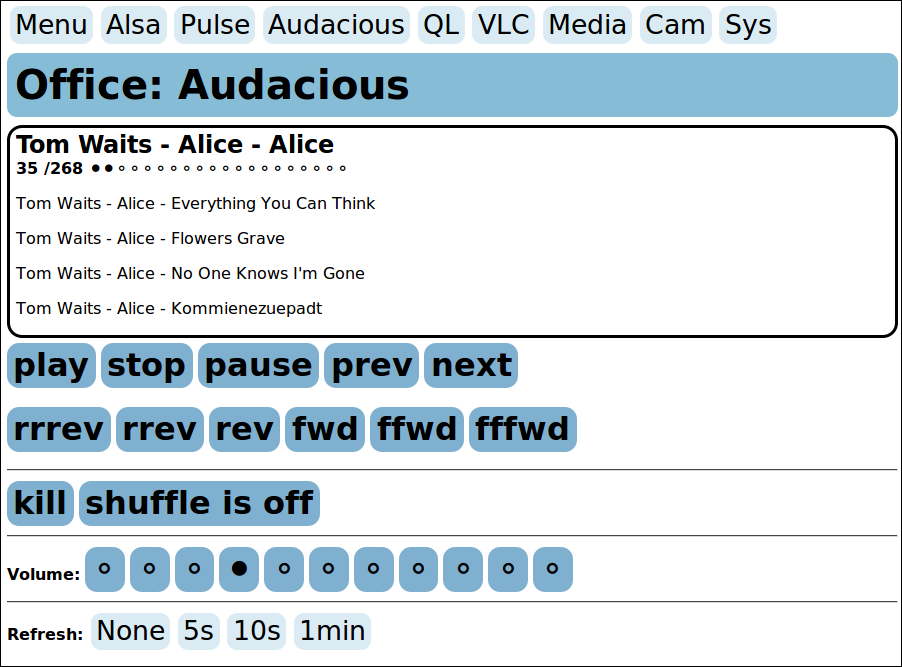 Menu Alsa Pulse Audacious QL VLC Media Cam Sys
Office: Audacious
Tom Waits - Alice - Alice
35 /268
Tom Waits - Alice - Everything You Can Think
Tom Waits - Alice - Flowers Grave
Tom Waits - Alice - No One Knows I'm Gone
Tom Waits - Alice - Kommienezuepadt
play stop pause prev next
rrrev rrev rev fwd ffwd fffwd
kill shuffle is off
Volume:
Refresh: None 5s 10s 1min